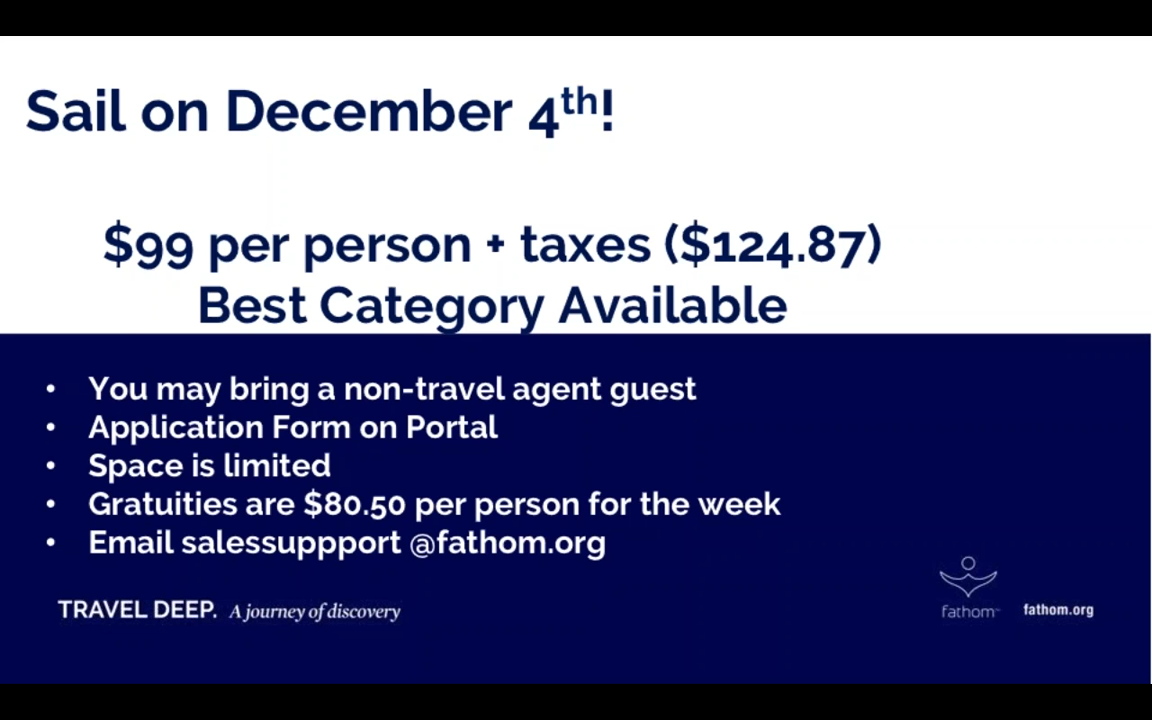 Sail on December 4th!
$99 per person + taxes ($124.87)
Best Category Available
• You may bring a non-travel agent guest
• Application Form on Portal
• Space is limited
• Gratuities are $80.50 per person for the week
• Email salessuppport @fathom.org
TRAVEL DEEP. A journey of discovery
fathom™ fathom.org